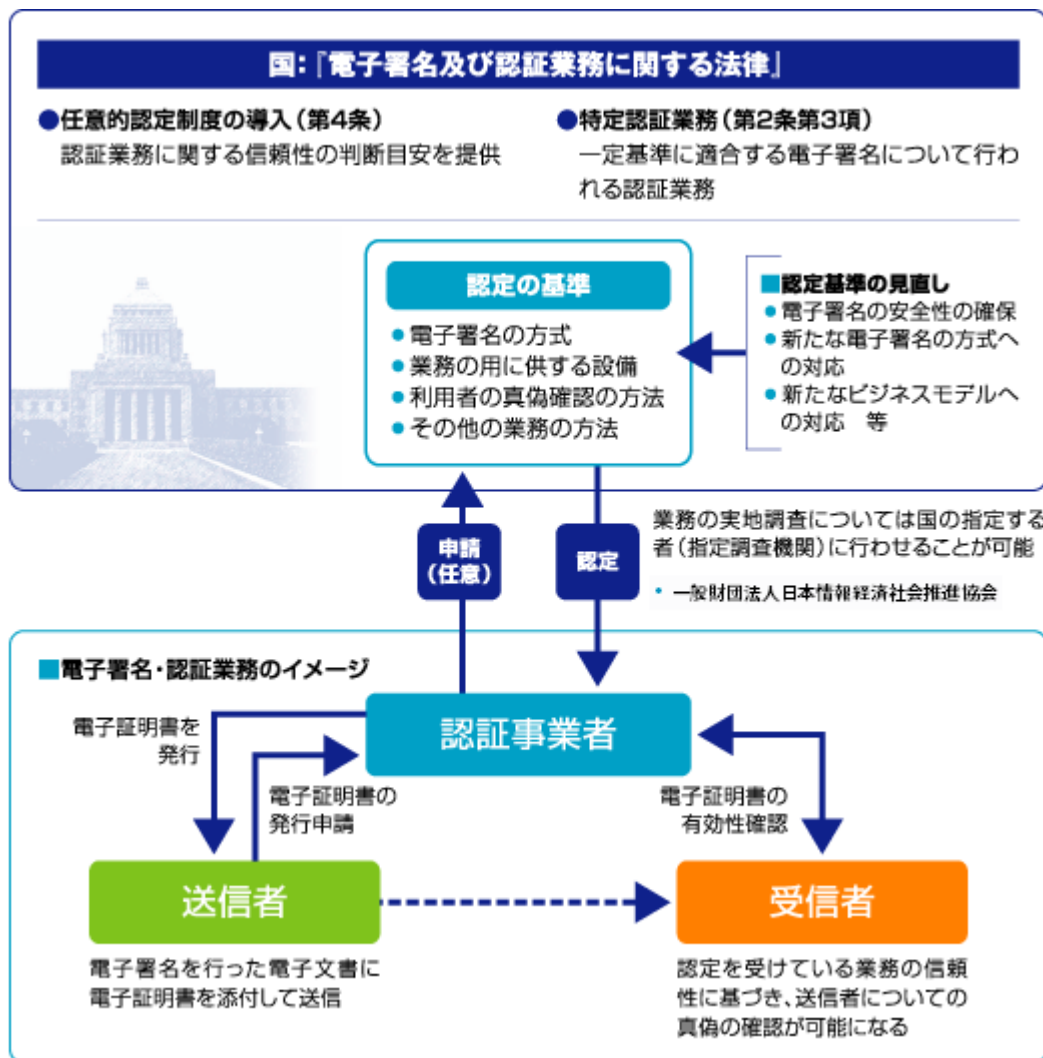 国：『電子署名及び認証業務に関する法律』
●任意的認定制度の導入（第4条）
認証業務に関する信頼性の判断目安を提供
●特定認証業務（第2条第3項）
一定基準に適合する電子署名について行わ
れる認証業務
認定の基準
●電子署名の方式
●業務の用に供する設備
●利用者の真偽確認の方法
●その他の業務の方法
■認定基準の見直し
●電子署名の安全性の確保
●新たな電子署名の方式へ
の対応
●新たなビジネスモデルへ
の対応　等
申請
（任意）
認定
業務の実地調査については国の指定する
者（指定調査機関）に行わせることが可能
• 一般財団法人日本情報経済社会推進協会
■電子署名・認証業務のイメージ
電子証明書を
発行
認証事業者
電子証明書の
発行申請
電子証明書の
有効性確認
送信者
受信者
電子署名を行った電子文書に
電子証明書を添付して送信
認定を受けている業務の信頼
性に基づき、送信者についての
真偽の確認が可能になる